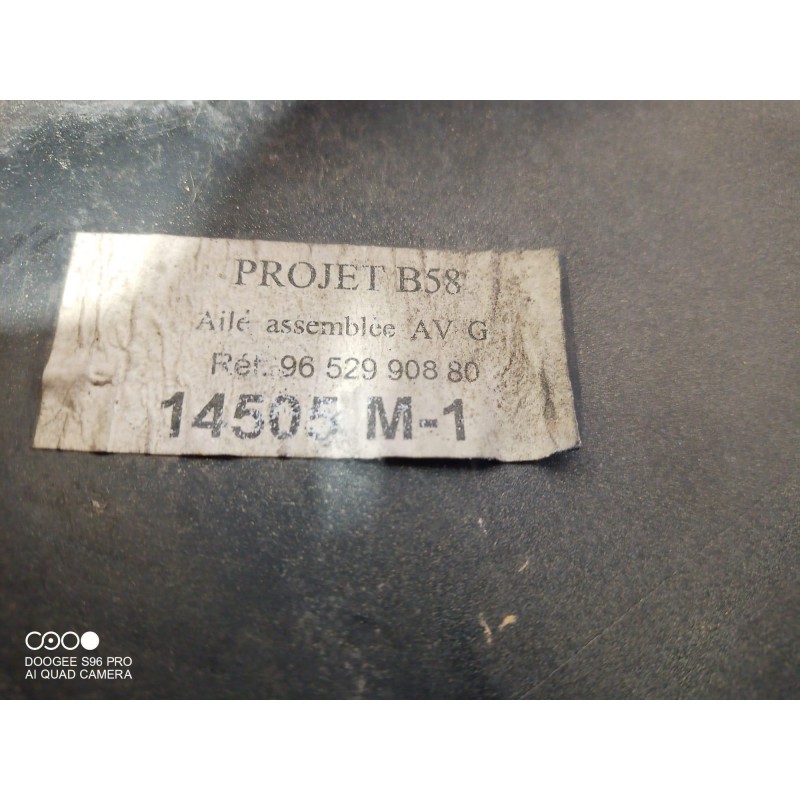 PROJET B58
Aile assemblée AV G
Réf. 96 529 908 80
14505 M-1
DOOGEE S96 PRO
AI QUAD CAMERA